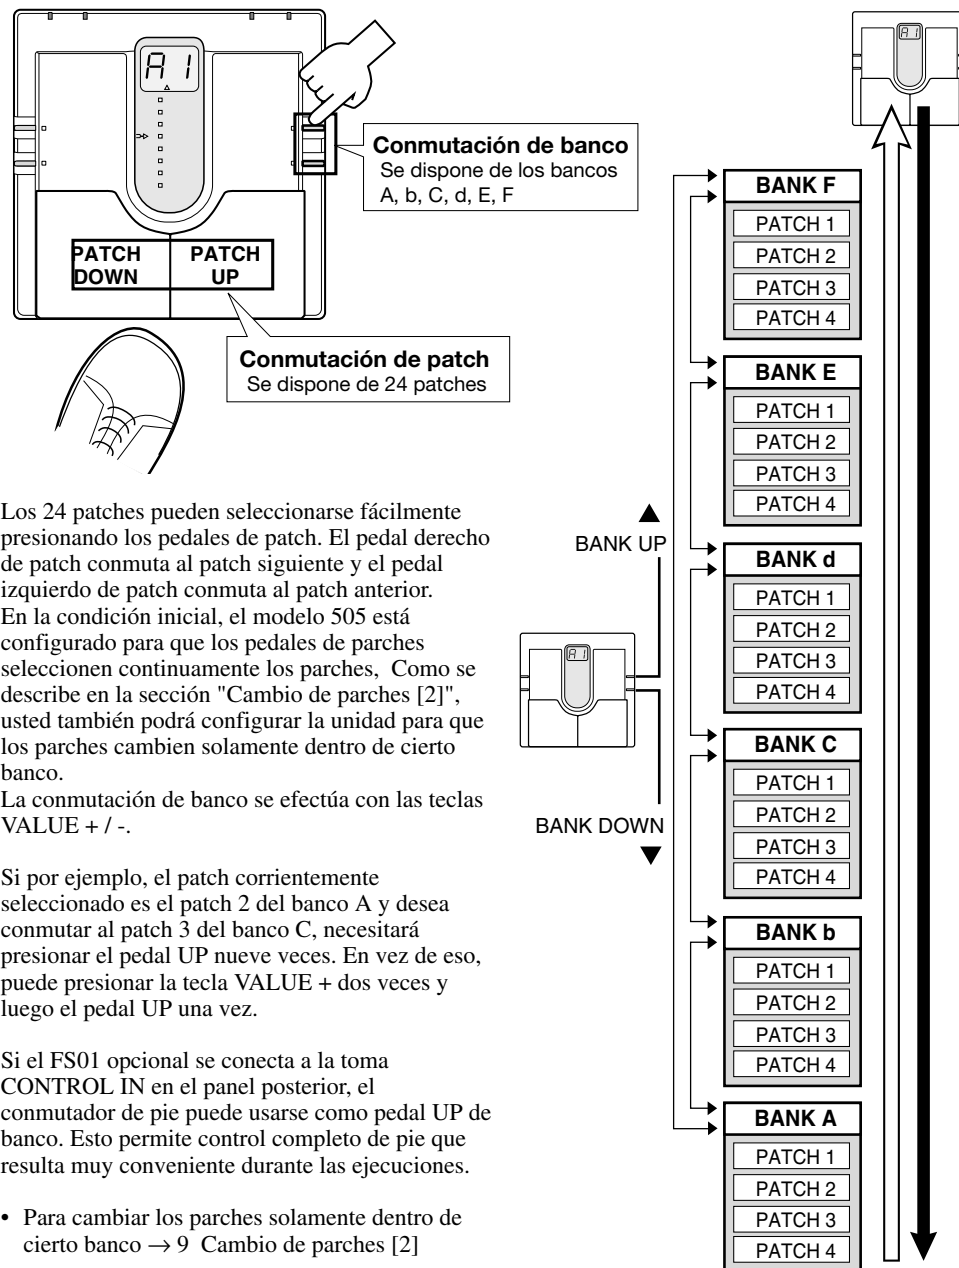 A1
Conmutación de banco
Se dispone de los bancos
A, b, C, d, E, F
PATCH
DOWN
PATCH
UP
Conmutación de patch
Se dispone de 24 patches
Los 24 patches pueden seleccionarse fácilmente
presionando los pedales de patch. El pedal derecho
de patch conmuta al patch siguiente y el pedal
izquierdo de patch conmuta al patch anterior.
En la condición inicial, el modelo 505 está
configurado para que los pedales de parches
seleccionen continuamente los parches,  Como se
describe en la sección "Cambio de parches [2]",
usted también podrá configurar la unidad para que
los parches cambien solamente dentro de cierto
banco.
La conmutación de banco se efectúa con las teclas
VALUE + / -.
Si por ejemplo, el patch corrientemente
seleccionado es el patch 2 del banco A y desea
conmutar al patch 3 del banco C, necesitará
presionar el pedal UP nueve veces. En vez de eso,
puede presionar la tecla VALUE + dos veces y
luego el pedal UP una vez.
Si el FS01 opcional se conecta a la toma
CONTROL IN en el panel posterior, el
conmutador de pie puede usarse como pedal UP de
banco. Esto permite control completo de pie que
resulta muy conveniente durante las ejecuciones.
• Para cambiar los parches solamente dentro de
cierto banco → 9  Cambio de parches [2]
BANK UP
A1
BANK DOWN
A1
BANK F
PATCH 1
PATCH 2
PATCH 3
PATCH 4
BANK E
PATCH 1
PATCH 2
PATCH 3
PATCH 4
BANK d
PATCH 1
PATCH 2
PATCH 3
PATCH 4
BANK C
PATCH 1
PATCH 2
PATCH 3
PATCH 4
BANK b
PATCH 1
PATCH 2
PATCH 3
PATCH 4
BANK A
PATCH 1
PATCH 2
PATCH 3
PATCH 4